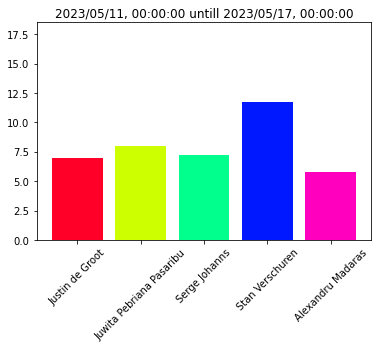 2023/05/11, 00:00:00 untill 2023/05/17, 00:00:00
17.5
15.0
12.5
10.0
7.5
5.0
2.5
0.0
Justin de Groot
Juwita Pebriana Pasaribu
Serge Johanns
Stan Verschuren
Alexandru Madaras